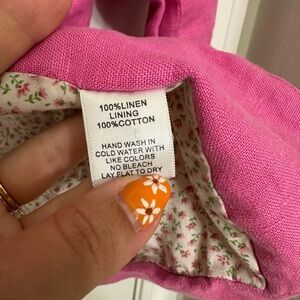 100%LINEN
LINING
100%COTTON
HAND WASH IN
COLD WATER WITH
LIKE COLORS
NO BLEACH
LAY FLAT TO DRY